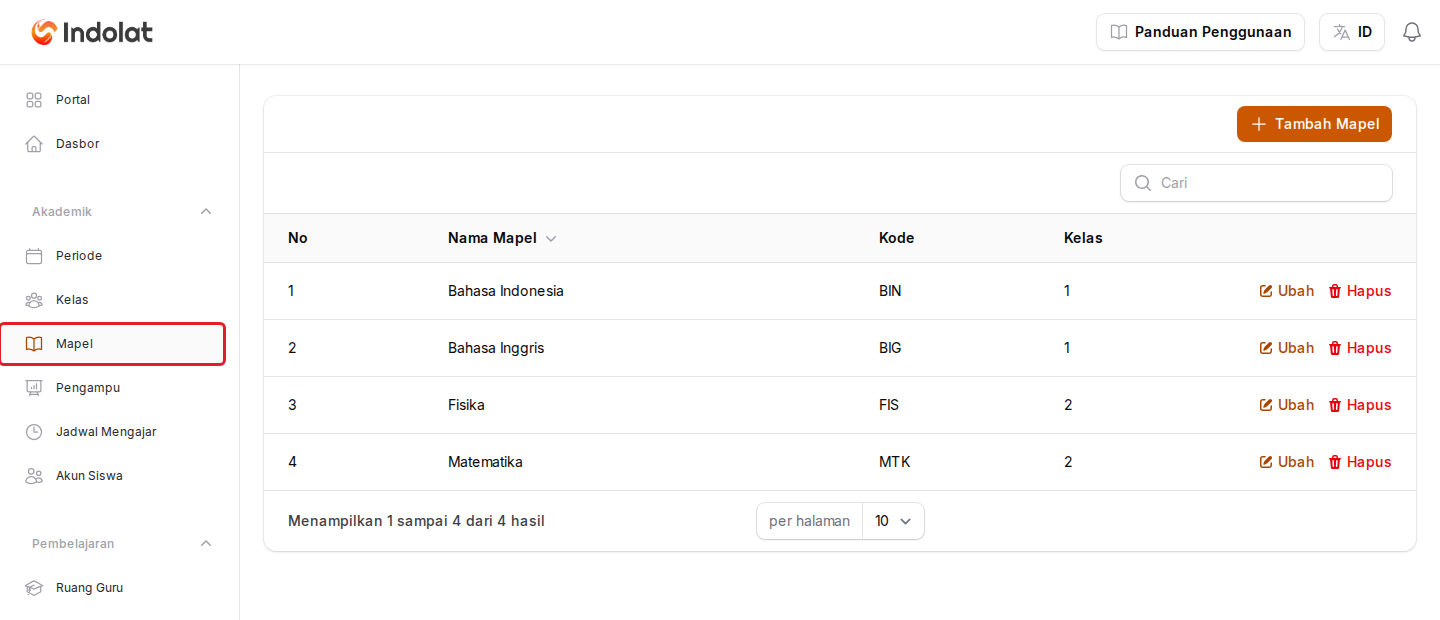 Indolat
Panduan Penggunaan
ID
Portal
Dasbor
Akademik
Periode
Kelas
Mapel
Pengampu
Jadwal Mengajar
Akun Siswa
Pembelajaran
Ruang Guru
Tambah Mapel
Cari
No Nama Mapel Kode Kelas
1 Bahasa Indonesia BIN 1 Ubah Hapus
2 Bahasa Inggris BIG 1 Ubah Hapus
3 Fisika FIS 2 Ubah Hapus
4 Matematika MTK 2 Ubah Hapus
Menampilkan 1 sampai 4 dari 4 hasil per halaman 10